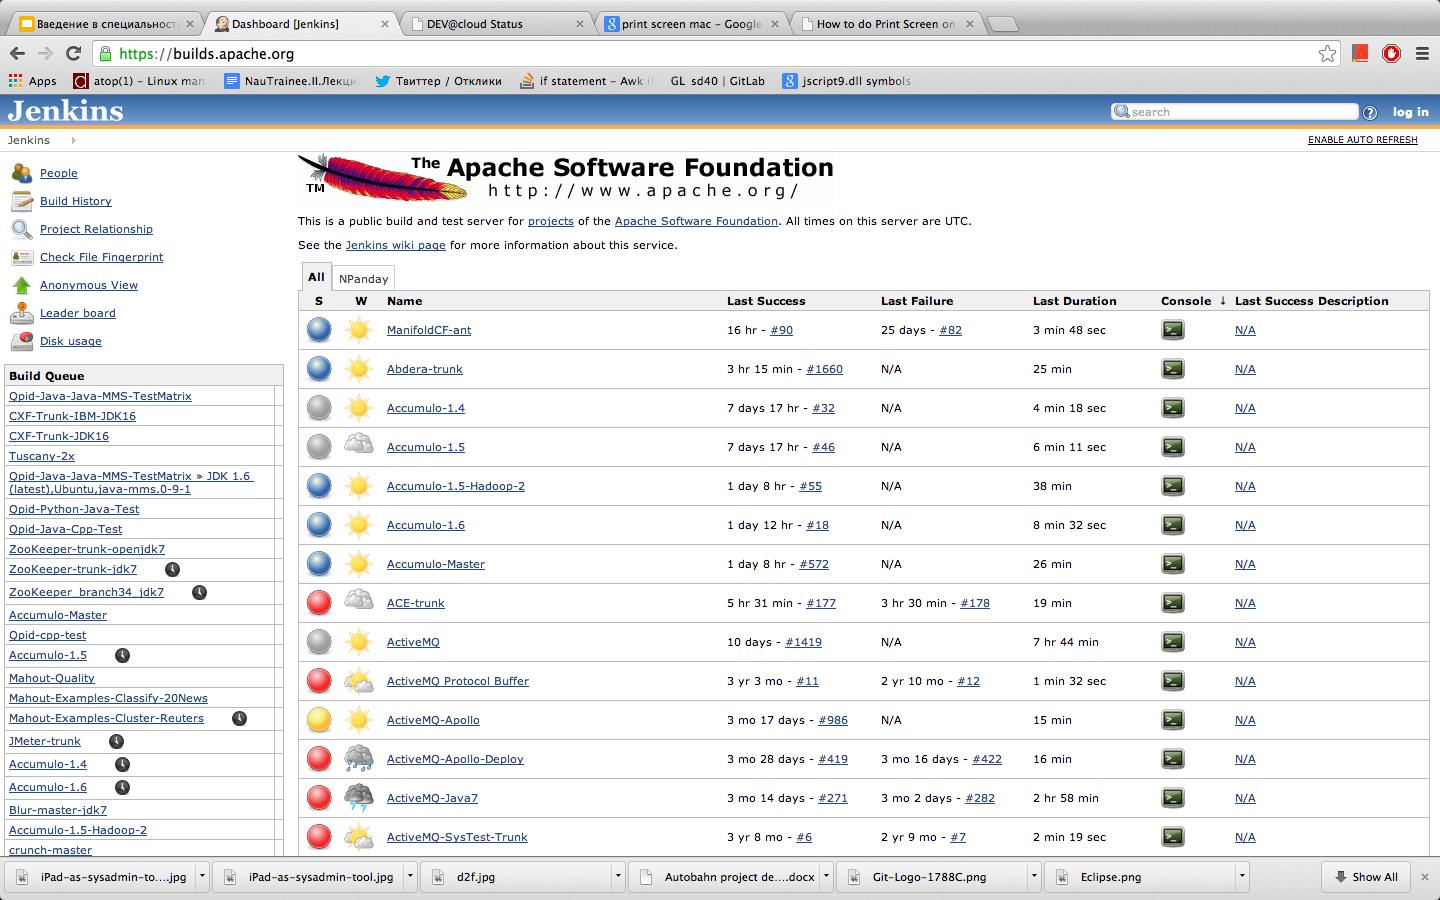 Введение в специальност
Dashboard [Jenkins]
DEV@cloud Status
print screen mac – Google
How to do Print Screen on
https://builds.apache.org
Apps
atop(1) – Linux man
NauTrainee.II.Лекци
Твиттер / Отклики
if statement – Awk if
GL sd40 | GitLab
jscript9.dll symbols
Jenkins
search
log in
Jenkins
ENABLE AUTO REFRESH
People
Build History
Project Relationship
Check File Fingerprint
Anonymous View
Leader board
Disk usage
Build Queue
Qpid-Java-Java-MMS-TestMatrix
CXF-Trunk-IBM-JDK16
CXF-Trunk-JDK16
Tuscany-2x
Qpid-Java-Java-MMS-TestMatrix » JDK 1.6
(latest),Ubuntu,java-mms.0-9-1
Qpid-Python-Java-Test
Qpid-Java-Cpp-Test
ZooKeeper-trunk-openjdk7
ZooKeeper-trunk-jdk7
ZooKeeper_branch34_jdk7
Accumulo-Master
Qpid-cpp-test
Accumulo-1.5
Mahout-Quality
Mahout-Examples-Classify-20News
Mahout-Examples-Cluster-Reuters
JMeter-trunk
Accumulo-1.4
Accumulo-1.6
Blur-master-jdk7
Accumulo-1.5-Hadoop-2
crunch-master
The Apache Software Foundation
TM http://www.apache.org/
This is a public build and test server for projects of the Apache Software Foundation. All times on this server are UTC.
See the Jenkins wiki page for more information about this service.
All NPanday
S W Name Last Success Last Failure Last Duration Console ↓ Last Success Description
ManifoldCF-ant 16 hr - #90 25 days - #82 3 min 48 sec N/A
Abdera-trunk 3 hr 15 min - #1660 N/A 25 min N/A
Accumulo-1.4 7 days 17 hr - #32 N/A 4 min 18 sec N/A
Accumulo-1.5 7 days 17 hr - #46 N/A 6 min 11 sec N/A
Accumulo-1.5-Hadoop-2 1 day 8 hr - #55 N/A 38 min N/A
Accumulo-1.6 1 day 12 hr - #18 N/A 8 min 32 sec N/A
Accumulo-Master 1 day 8 hr - #572 N/A 26 min N/A
ACE-trunk 5 hr 31 min - #177 3 hr 30 min - #178 19 min N/A
ActiveMQ 10 days - #1419 N/A 7 hr 44 min N/A
ActiveMQ Protocol Buffer 3 yr 3 mo - #11 2 yr 10 mo - #12 1 min 32 sec N/A
ActiveMQ-Apollo 3 mo 17 days - #986 N/A 15 min N/A
ActiveMQ-Apollo-Deploy 3 mo 28 days - #419 3 mo 16 days - #422 16 min N/A
ActiveMQ-Java7 3 mo 14 days - #271 3 mo 2 days - #282 2 hr 58 min N/A
ActiveMQ-SysTest-Trunk 3 yr 8 mo - #6 2 yr 9 mo - #7 2 min 19 sec N/A
iPad-as-sysadmin-to....jpg
iPad-as-sysadmin-tool.jpg
d2f.jpg
Autobahn project de....docx
Git-Logo-1788C.png
Eclipse.png
Show All